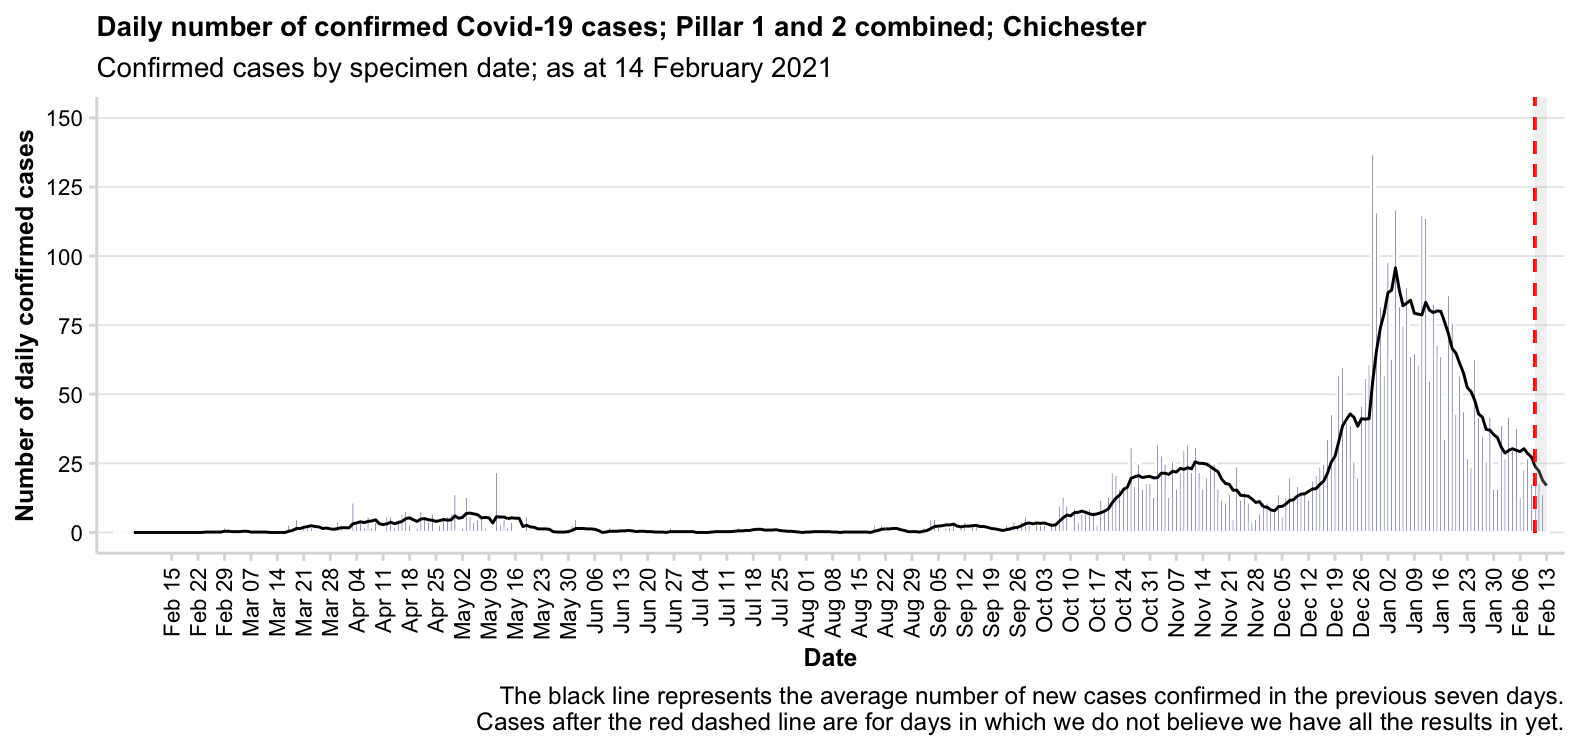 Daily number of confirmed Covid-19 cases; Pillar 1 and 2 combined; Chichester
Confirmed cases by specimen date; as at 14 February 2021
Number of daily confirmed cases
150
125
100
75
50
25
0
Feb 15
Feb 22
Feb 29
Mar 07
Mar 14
Mar 21
Mar 28
Apr 04
Apr 11
Apr 18
Apr 25
May 02
May 09
May 16
May 23
May 30
Jun 06
Jun 13
Jun 20
Jun 27
Jul 04
Jul 11
Jul 18
Jul 25
Aug 01
Aug 08
Aug 15
Aug 22
Aug 29
Sep 05
Sep 12
Sep 19
Sep 26
Oct 03
Oct 10
Oct 17
Oct 24
Oct 31
Nov 07
Nov 14
Nov 21
Nov 28
Dec 05
Dec 12
Dec 19
Dec 26
Jan 02
Jan 09
Jan 16
Jan 23
Jan 30
Feb 06
Feb 13
Date
The black line represents the average number of new cases confirmed in the previous seven days.
Cases after the red dashed line are for days in which we do not believe we have all the results in yet.